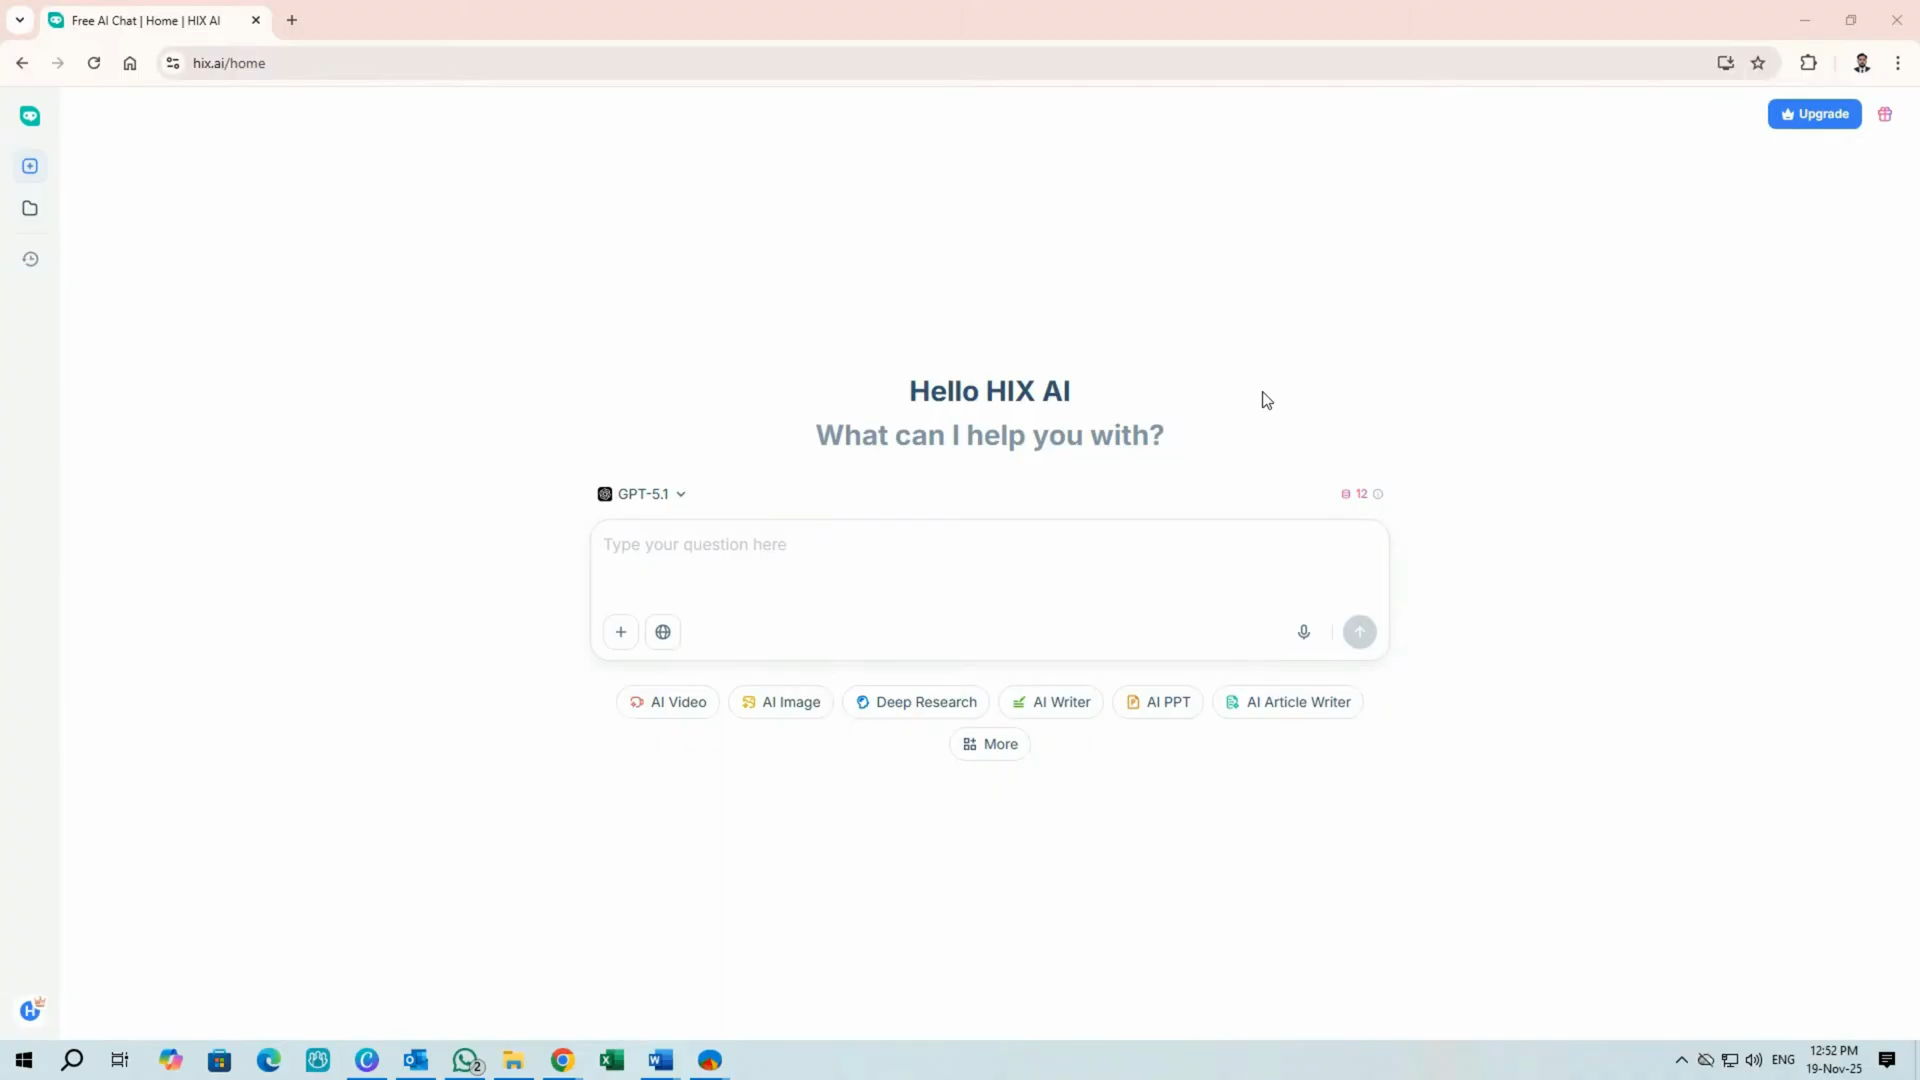 Free AI Chat | Home | HIX AI
hix.ai/home
Upgrade
Hello HIX AI
What can I help you with?
GPT-5.1
12
Type your question here
AI Video
AI Image
Deep Research
AI Writer
AI PPT
AI Article Writer
More
H
2
ENG
12:52 PM
19-Nov-25